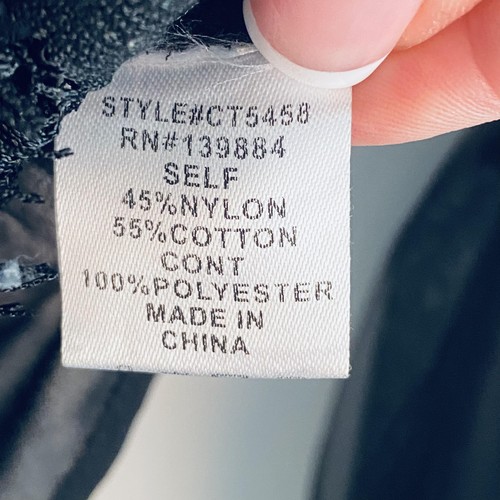 STYLE#CT5458
RN#139884
SELF
45%NYLON
55%COTTON
CONT
100%POLYESTER
MADE IN
CHINA